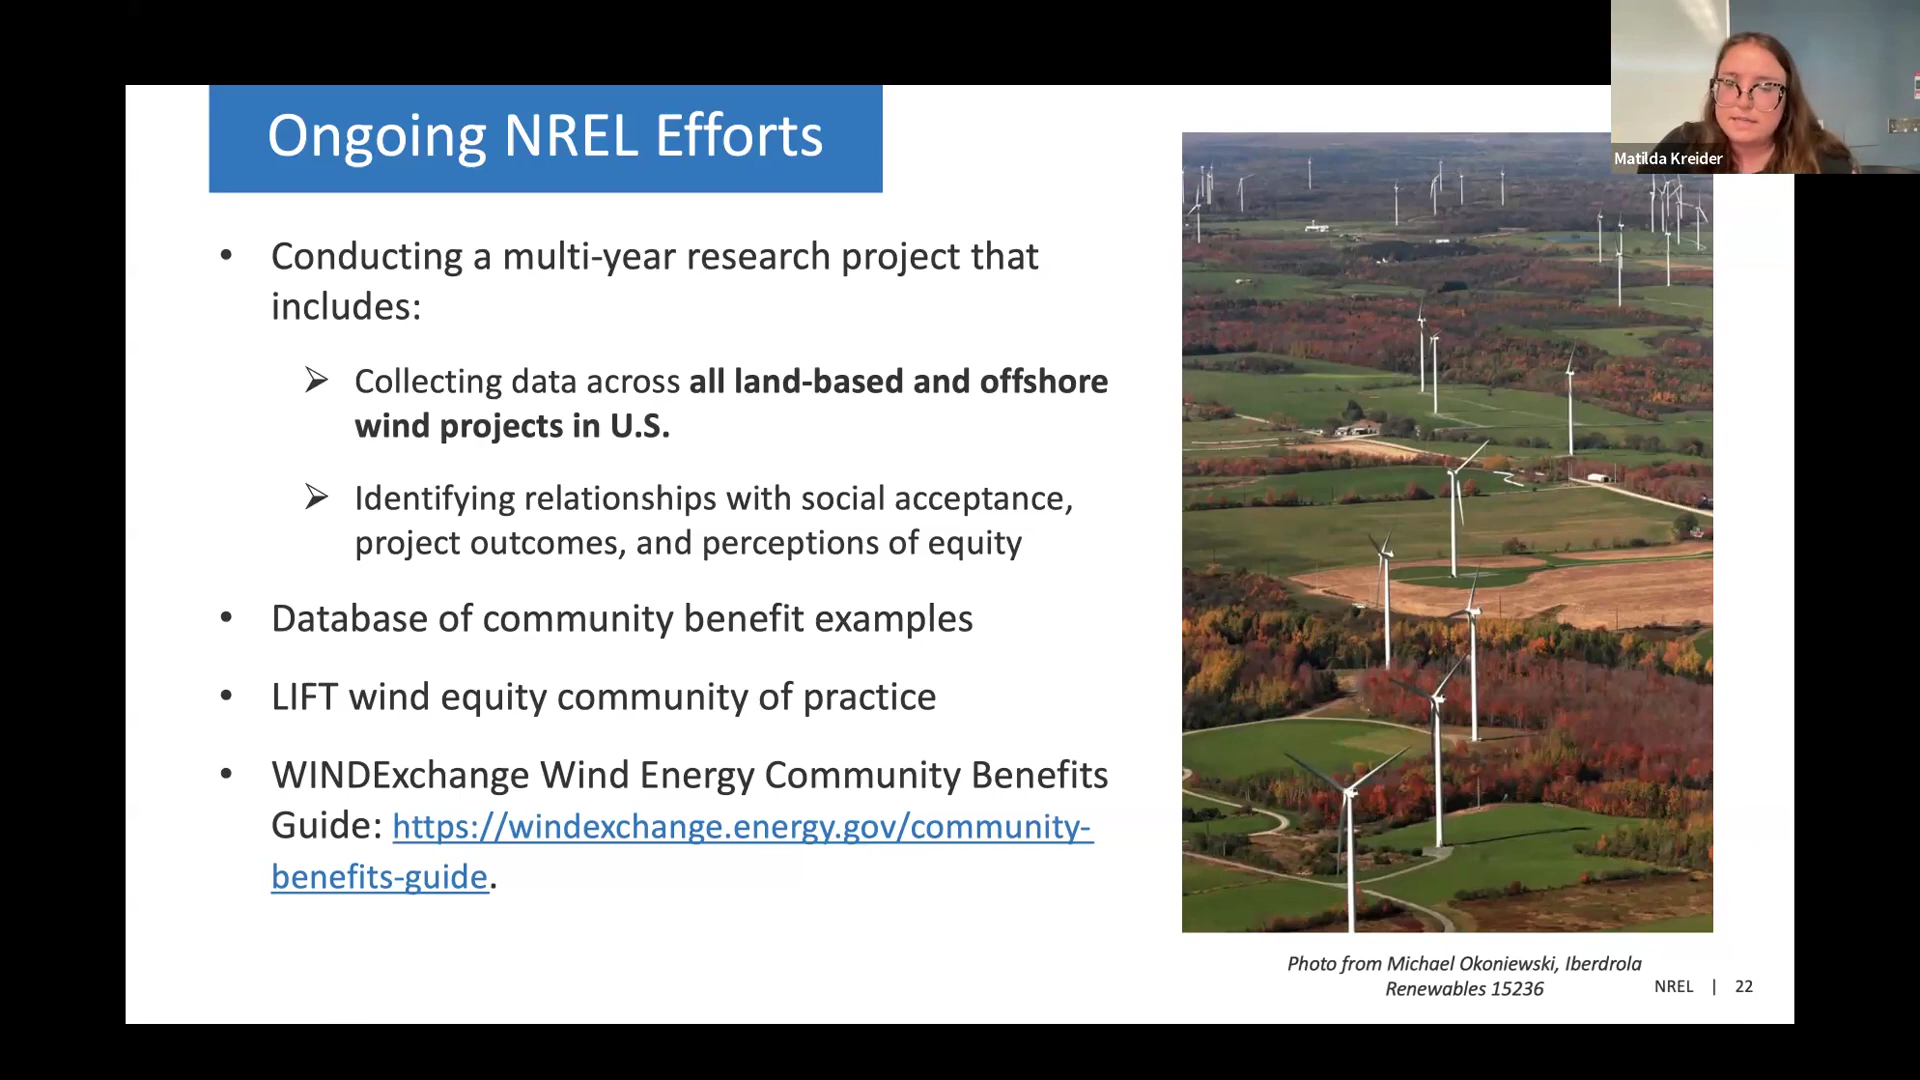 Matilda Kreider
Ongoing NREL Efforts
• Conducting a multi-year research project that
includes:
➢ Collecting data across all land-based and offshore
wind projects in U.S.
➢ Identifying relationships with social acceptance,
project outcomes, and perceptions of equity
• Database of community benefit examples
• LIFT wind equity community of practice
• WINDExchange Wind Energy Community Benefits
Guide: https://windexchange.energy.gov/community-
benefits-guide.
Photo from Michael Okoniewski, Iberdrola
Renewables 15236
NREL | 22